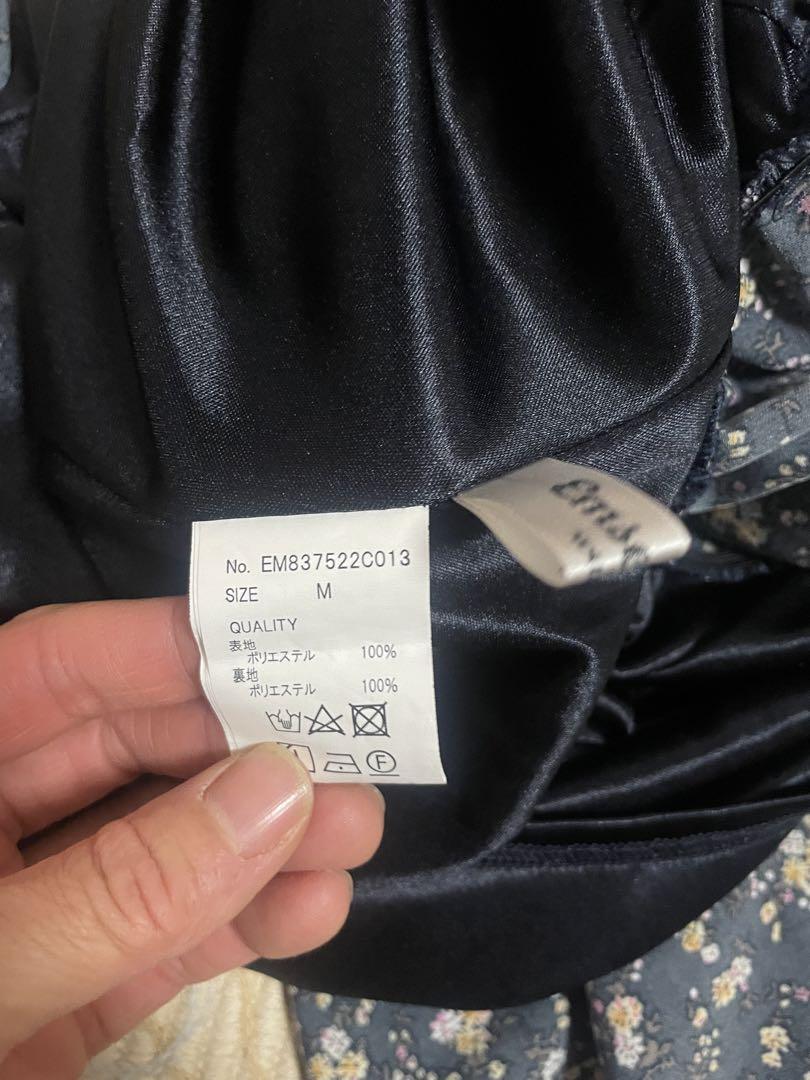 No. EM837522C013
SIZE M
QUALITY
表地
ポリエステル 100%
裏地
ポリエステル 100%
F